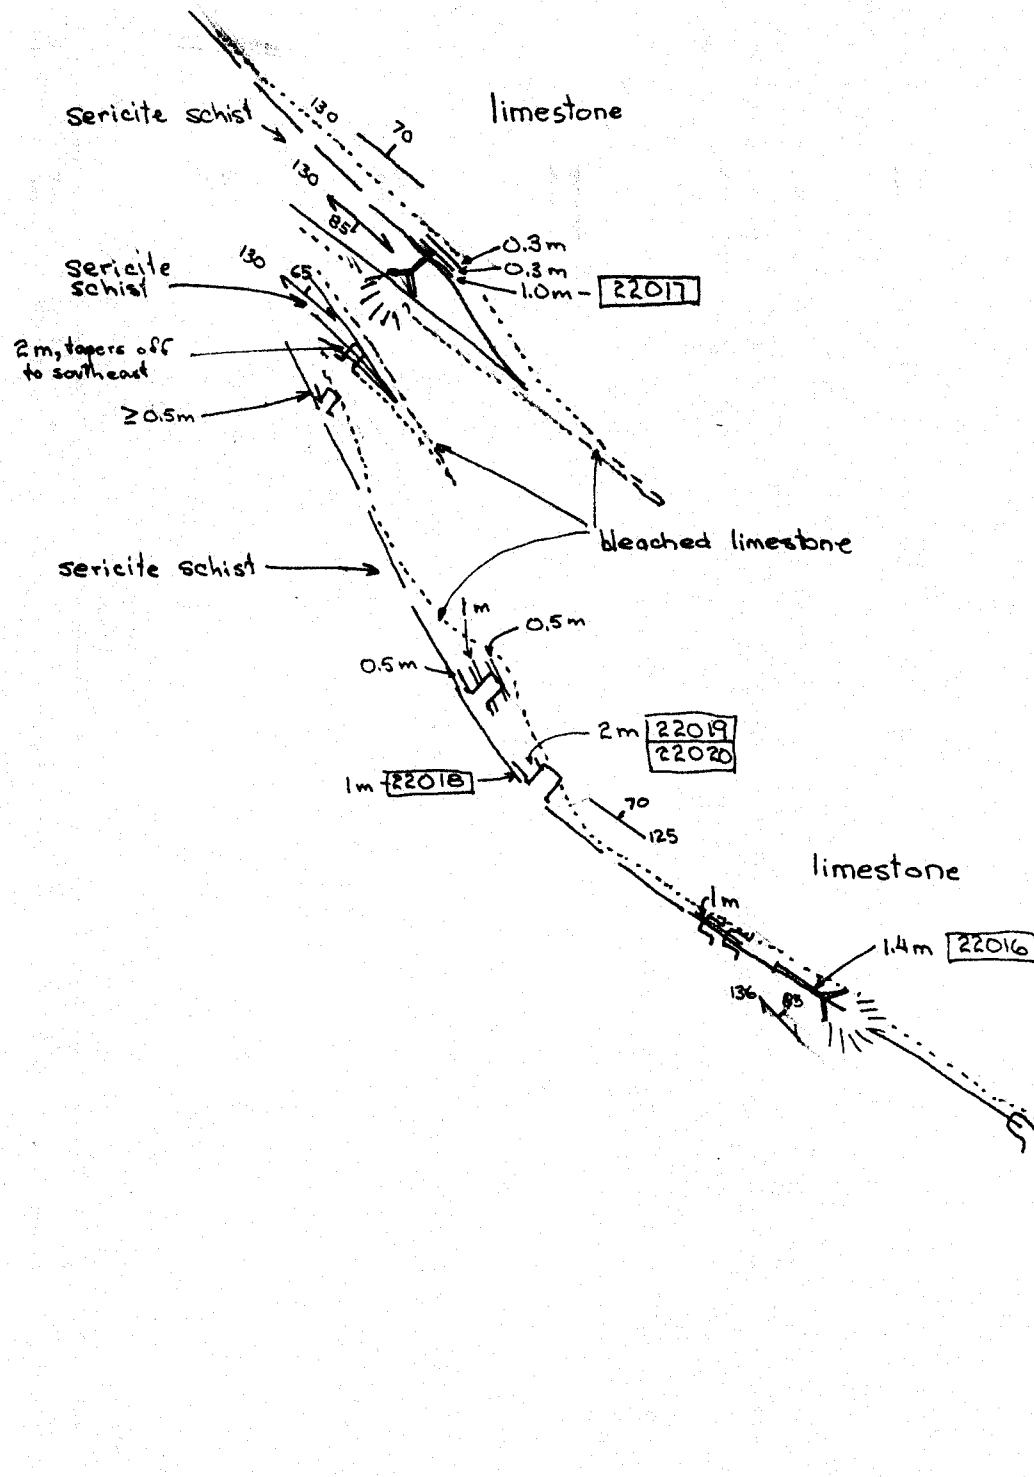 sericite schist
130
limestone
70
130
85
0.3m
0.3m
1.0m - 22017
130
65
sericite
schist
2m, tapers off
to southeast
≥0.5m
bleached limestone
sericite schist
1m
0.5m
0.5m
2m 22019
22020
1m - 22018
70
125
limestone
1m
1.4m 22016
136